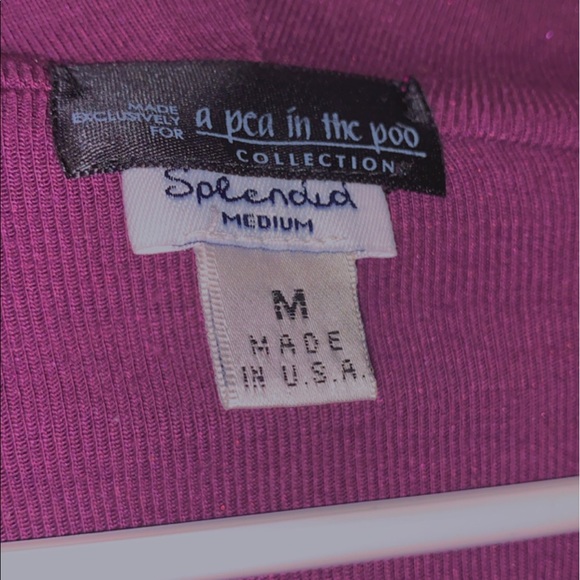 MADE
EXCLUSIVELY
FOR
a pea in the pod
COLLECTION
Splendid
MEDIUM
M
MADE
IN U.S.A.